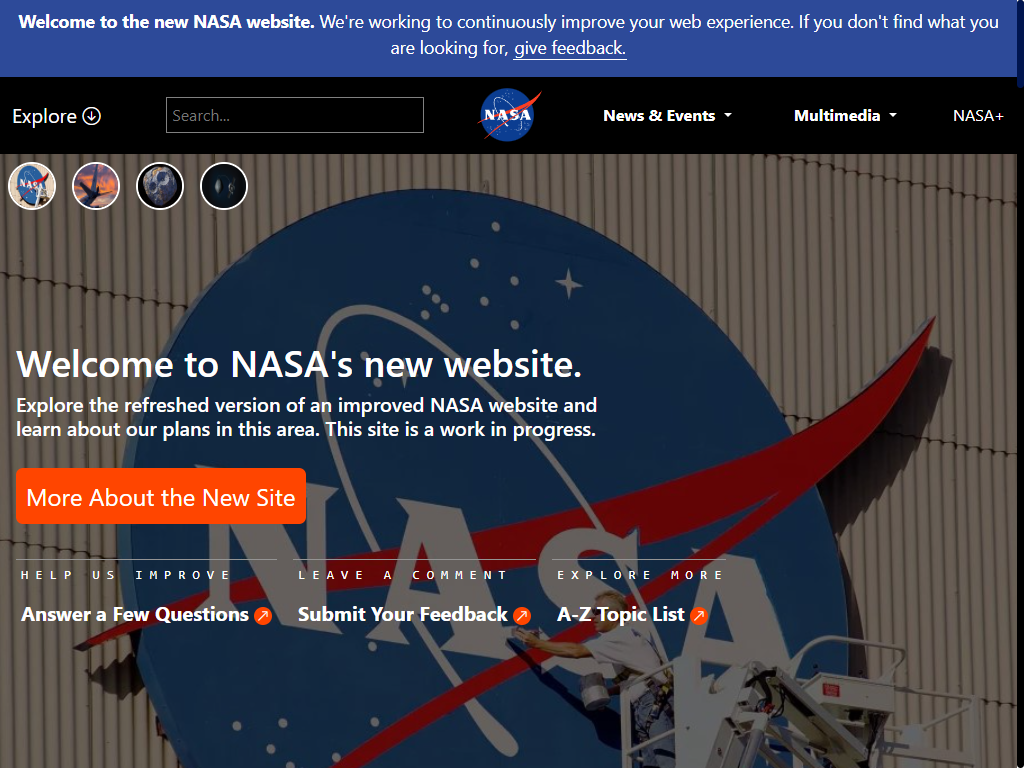 Welcome to the new NASA website. We're working to continuously improve your web experience. If you don't find what you
are looking for, give feedback.
Explore
Search...
NASA
News & Events
Multimedia
NASA+
Welcome to NASA's new website.
Explore the refreshed version of an improved NASA website and
learn about our plans in this area. This site is a work in progress.
More About the New Site
NASA
HELP US IMPROVE
LEAVE A COMMENT
EXPLORE MORE
Answer a Few Questions
Submit Your Feedback
A-Z Topic List